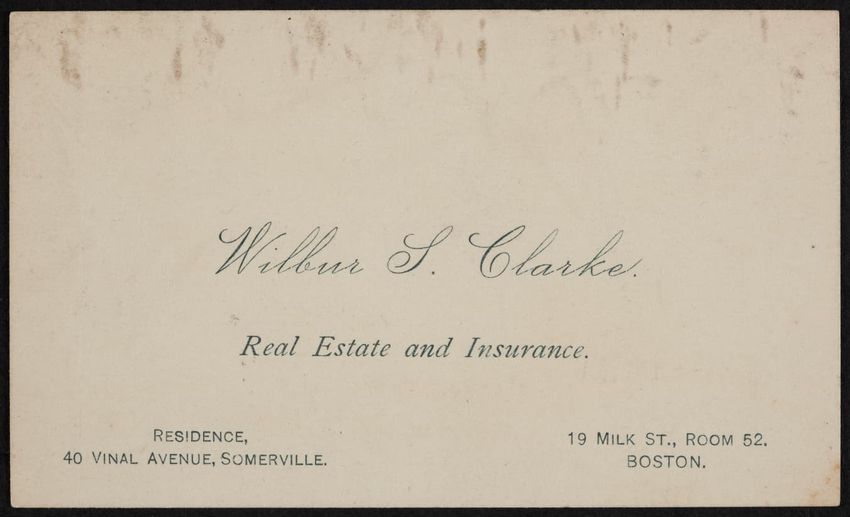 Wilbur S. Clarke.
Real Estate and Insurance.
RESIDENCE,
40 VINAL AVENUE, SOMERVILLE.
19 MILK ST., ROOM 52.
BOSTON.